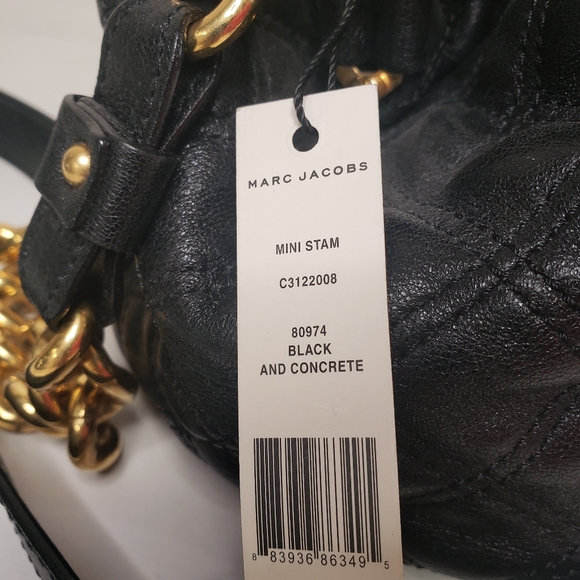 MARC JACOBS
MINI STAM
C3122008
80974
BLACK
AND CONCRETE
8 83936 86349 5